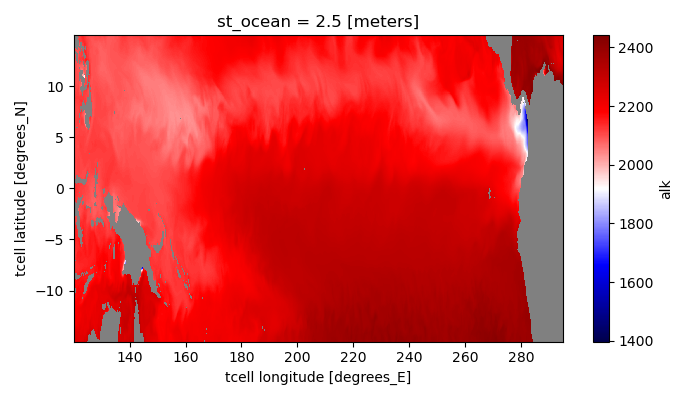 st_ocean = 2.5 [meters]
tcell latitude [degrees_N]
10
5
0
−5
−10
140 160 180 200 220 240 260 280
tcell longitude [degrees_E]
2400
2200
2000
1800
1600
1400
alk